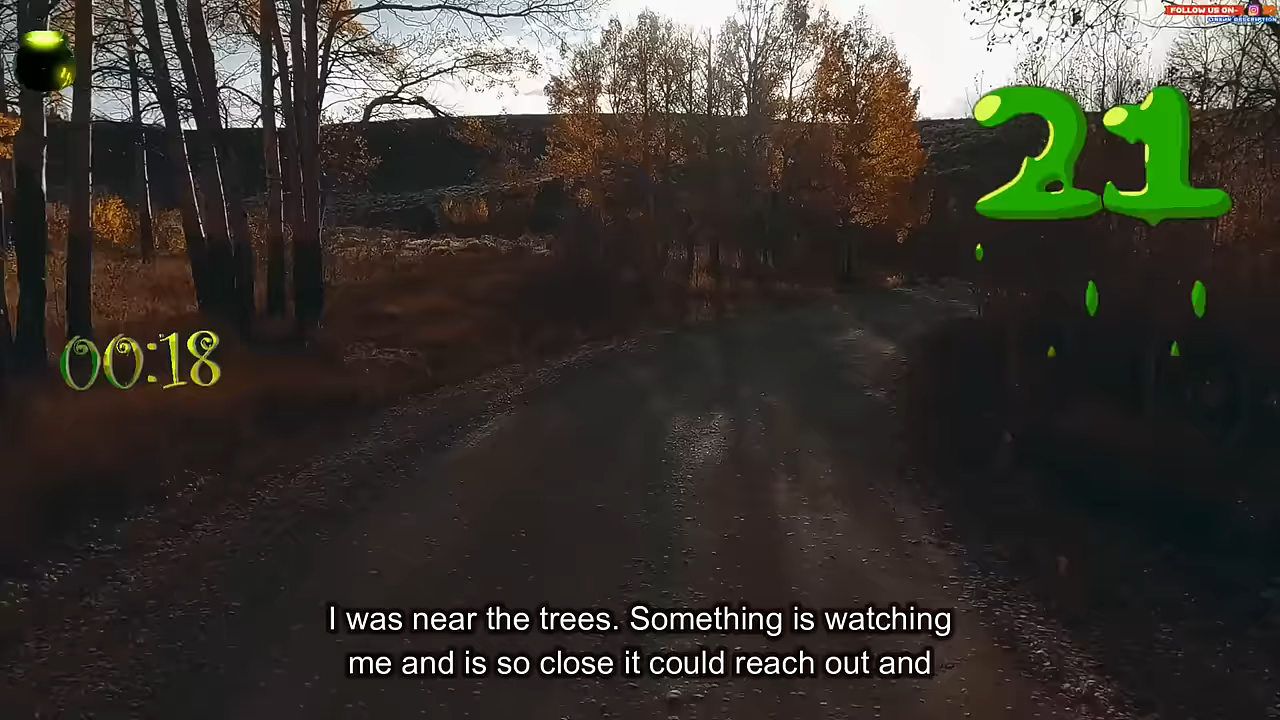 FOLLOW US ON-
21
00:18
I was near the trees. Something is watching
me and is so close it could reach out and